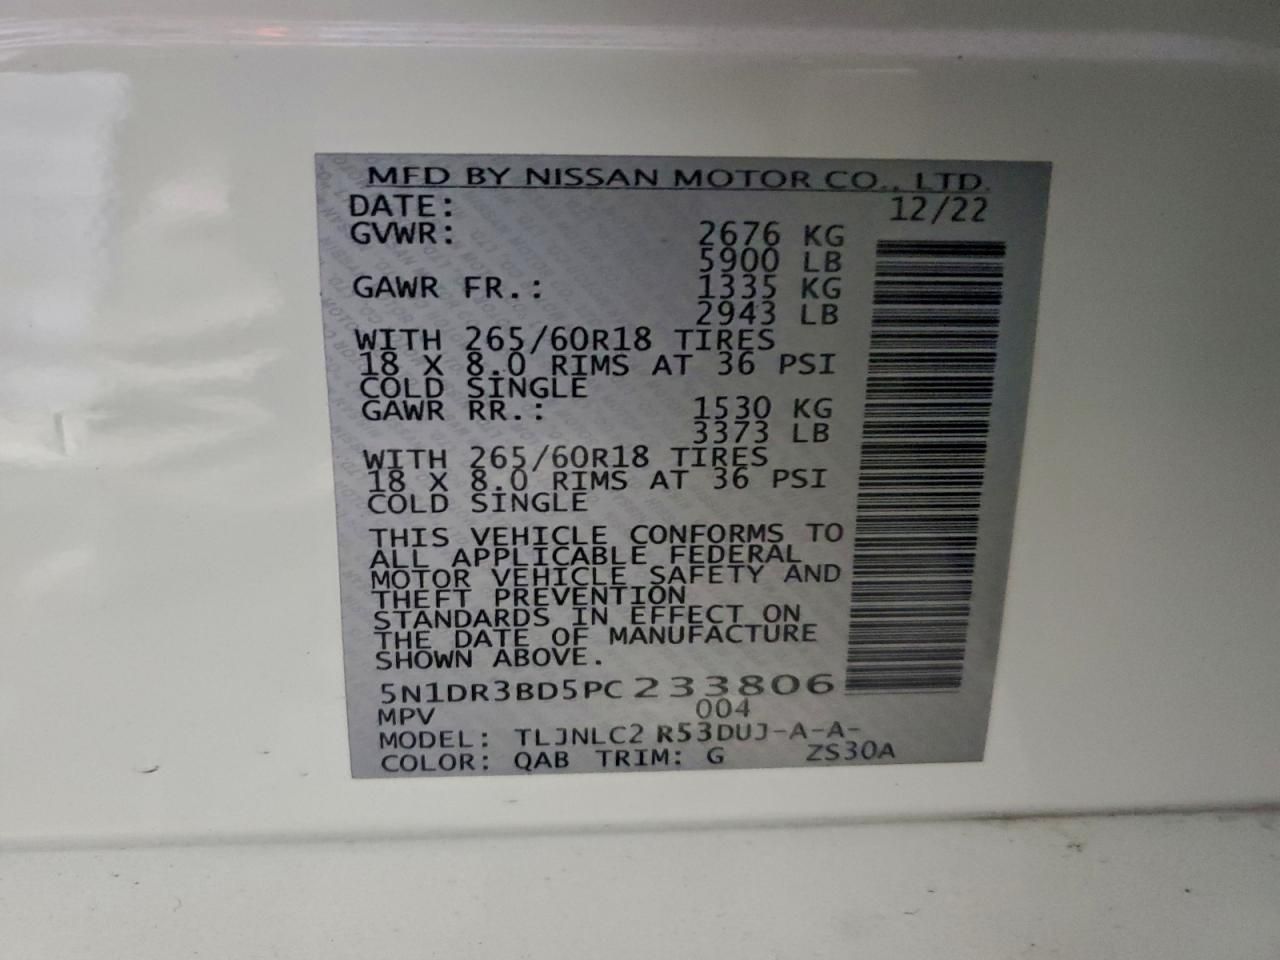 MFD BY NISSAN MOTOR CO., LTD.
DATE: 12/22
GVWR: 2676 KG
5900 LB
GAWR FR.: 1335 KG
2943 LB
WITH 265/60R18 TIRES
18 X 8.0 RIMS AT 36 PSI
COLD SINGLE
GAWR RR.: 1530 KG
3373 LB
WITH 265/60R18 TIRES
18 X 8.0 RIMS AT 36 PSI
COLD SINGLE
THIS VEHICLE CONFORMS TO
ALL APPLICABLE FEDERAL
MOTOR VEHICLE SAFETY AND
THEFT PREVENTION
STANDARDS IN EFFECT ON
THE DATE OF MANUFACTURE
SHOWN ABOVE.
5N1DR3BD5PC233806
MPV 004
MODEL: TLJNLC2 R53DUJ-A-A-
COLOR: QAB TRIM: G ZS30A